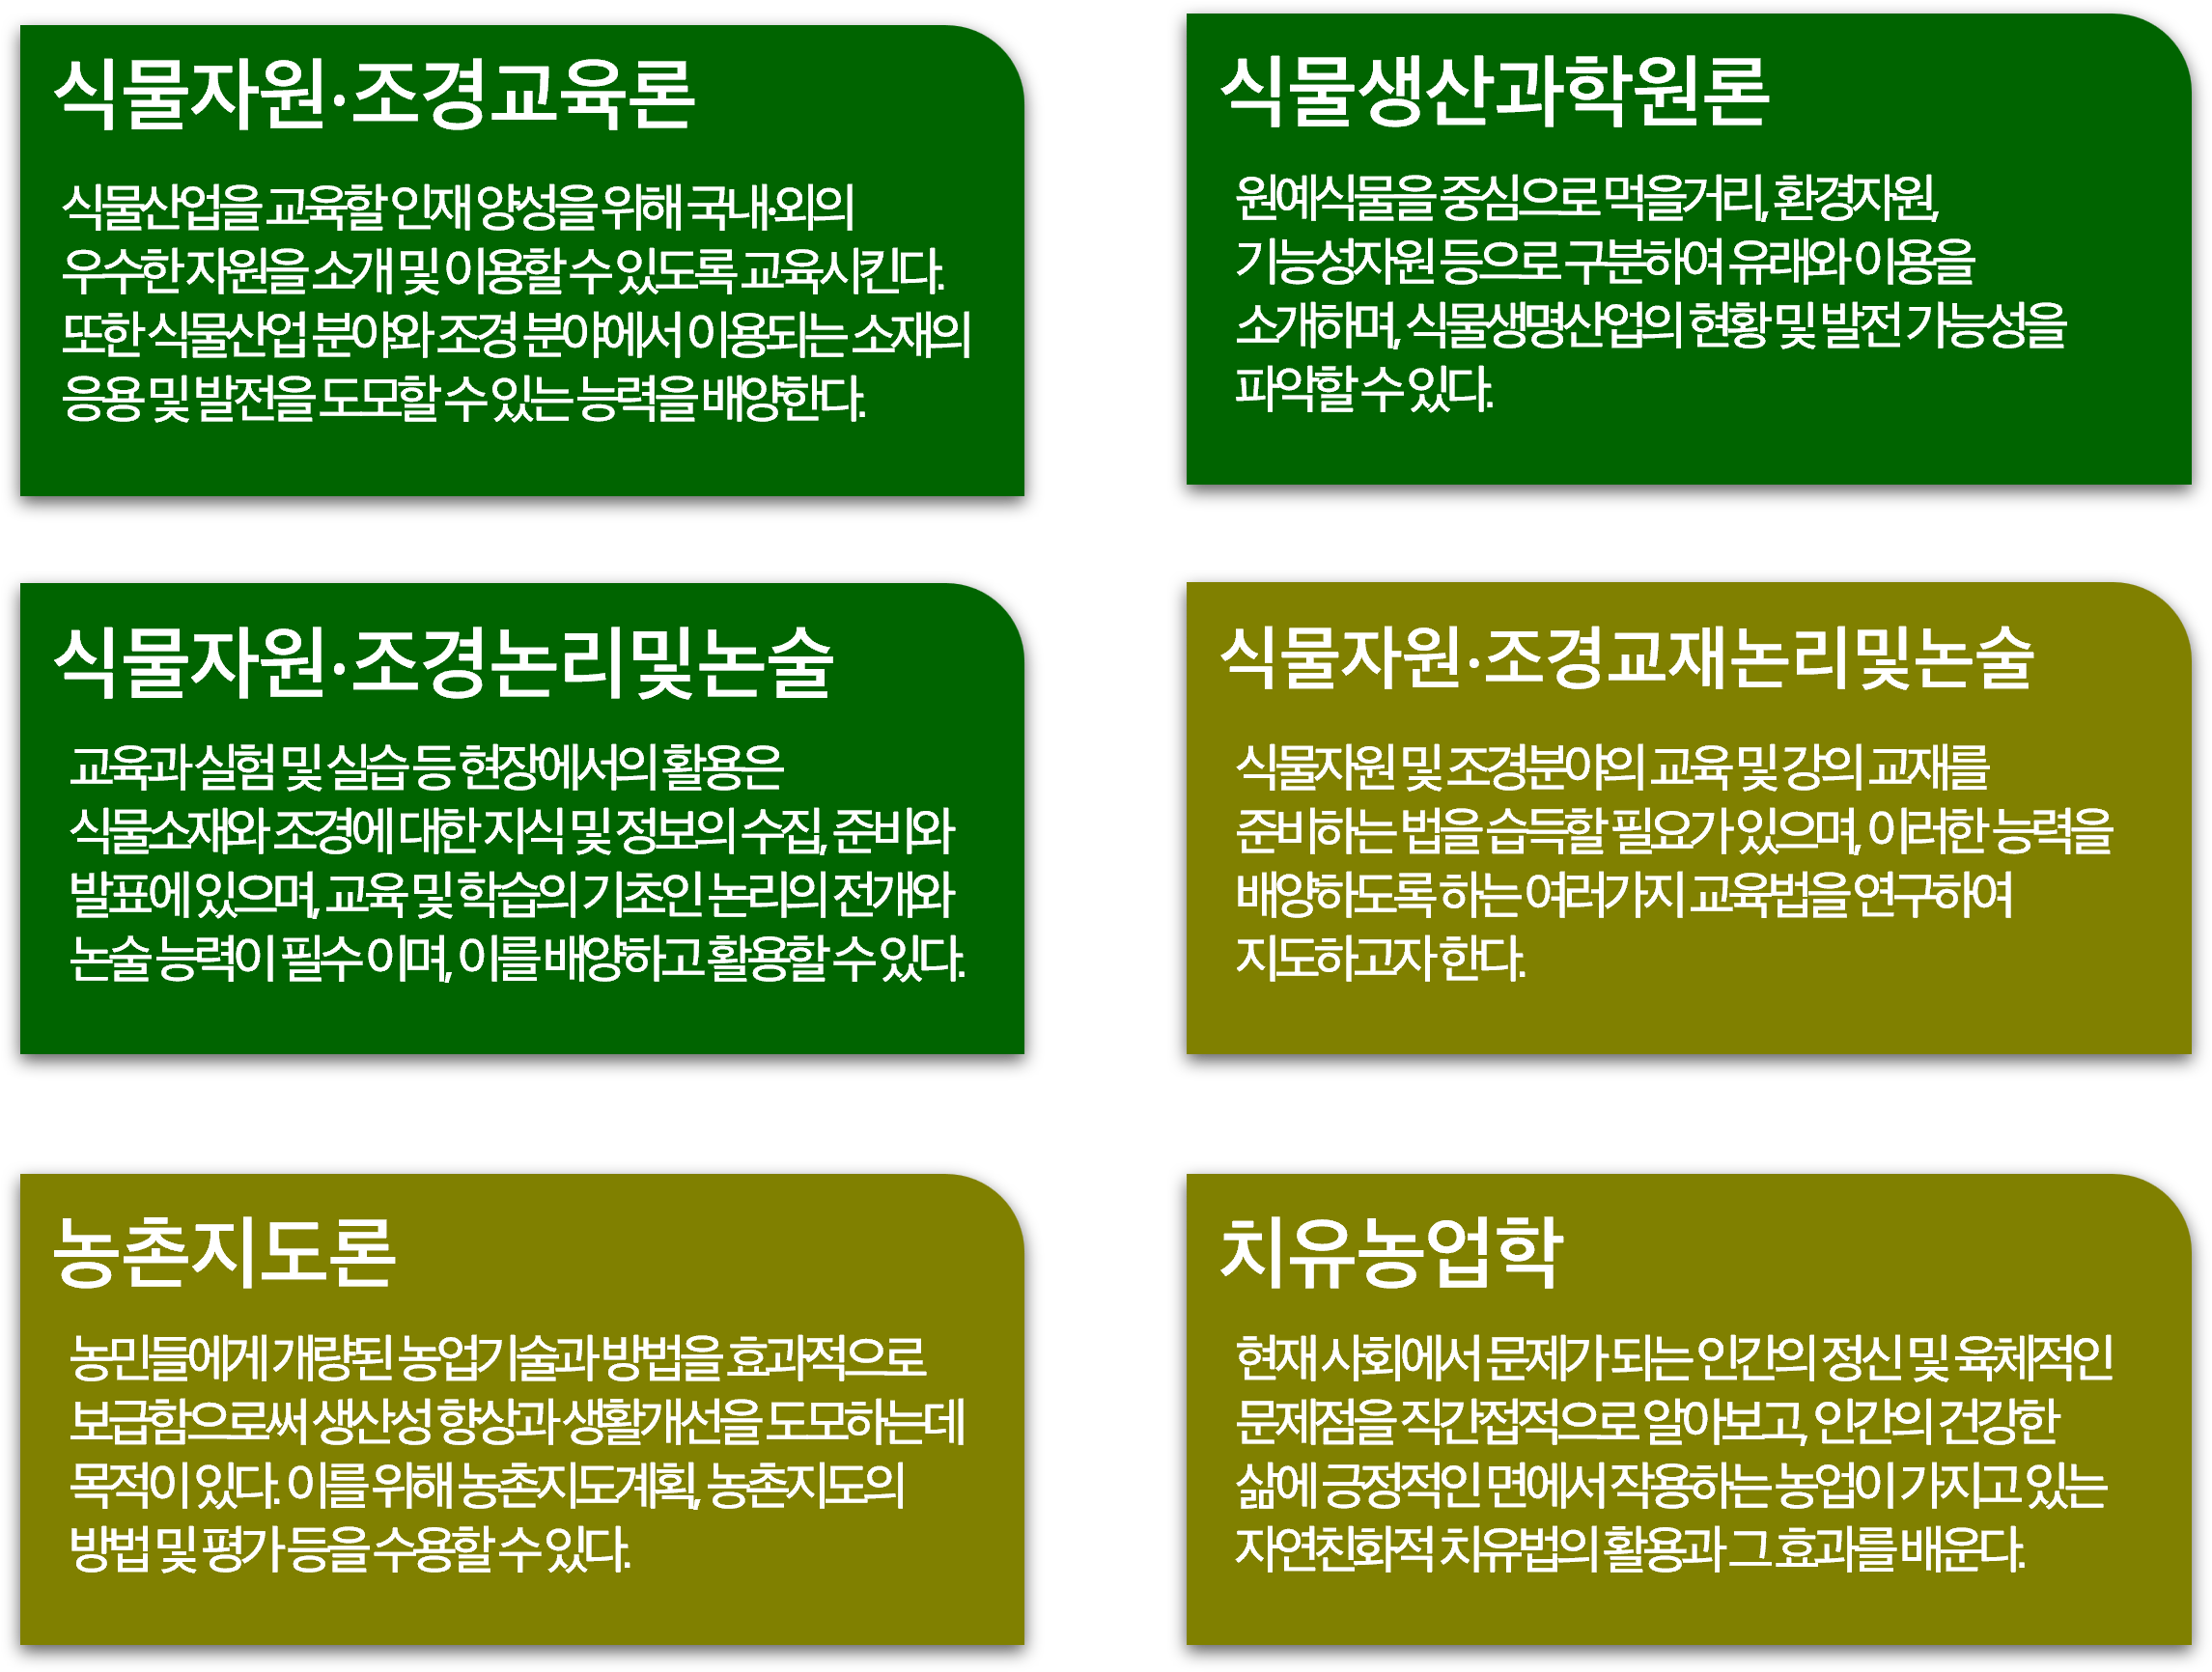 식물자원·조경교육론
식물산업을 교육할 인재 양성을 위해 국내·외의
우수한 자원을 소개 및 이용할 수 있도록 교육시킨다.
또한 식물산업 분야와 조경 분야에서 이용되는 소재의
응용 및 발전을 도모할 수 있는 능력을 배양한다.
식물생산과학원론
원예식물을 중심으로 먹을거리, 환경자원,
기능성자원 등으로 구분하여 유래와 이용을
소개하며, 식물생명산업의 현황 및 발전 가능성을
파악할 수 있다.
식물자원·조경논리및논술
교육과 실험 및 실습 등 현장에서의 활용은
식물소재와 조경에 대한 지식 및 정보의 수집, 준비와
발표에 있으며, 교육 및 학습의 기초인 논리의 전개와
논술 능력이 필수 이며, 이를 배양하고 활용할 수 있다.
식물자원·조경교재논리및논술
식물자원 및 조경분야의 교육 및 강의 교재를
준비하는 법을 습득할 필요가 있으며, 이러한 능력을
배양하도록 하는 여러가지 교육법을 연구하여
지도하고자 한다.
농촌지도론
농민들에게 개량된 농업기술과 방법을 효과적으로
보급함으로써 생산성 향상과 생활개선을 도모하는데
목적이 있다. 이를 위해 농촌지도계획, 농촌지도의
방법 및 평가 등을 수용할 수 있다.
치유농업학
현재 사회에서 문제가 되는 인간의 정신 및 육체적인
문제점을 직간접적으로 알아보고, 인간의 건강한
삶에 긍정적인 면에서 작용하는 농업이 가지고 있는
자연친화적 치유법의 활용과 그 효과를 배운다.